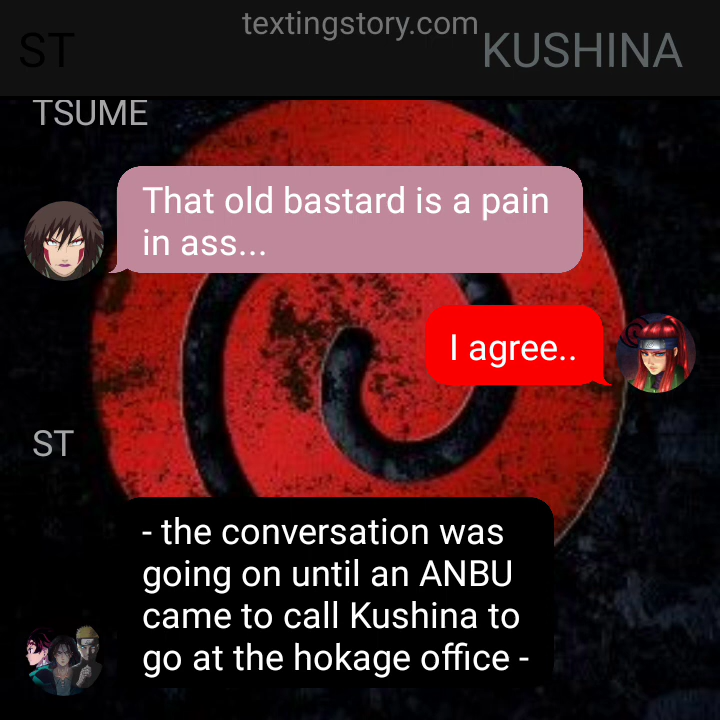 textingstory.com
ST
KUSHINA
TSUME
That old bastard is a pain
in ass...
I agree..
ST
- the conversation was
going on until an ANBU
came to call Kushina to
go at the hokage office -